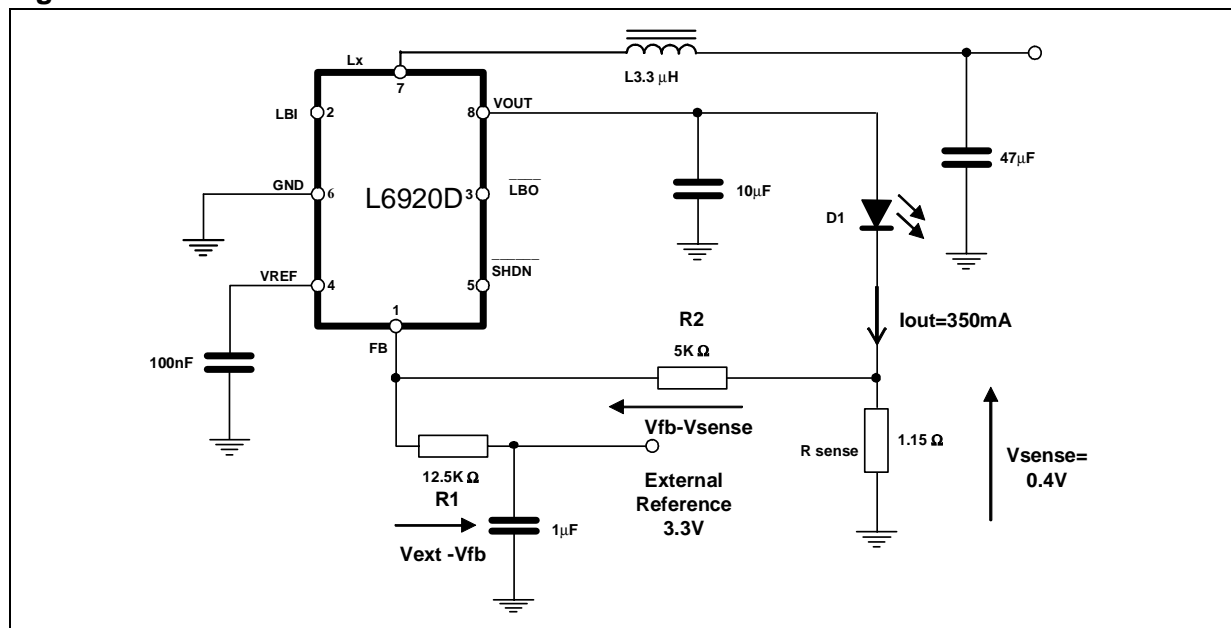 Lx
7
L3.3 µH
LBI
2
8
VOUT
47µF
GND
6
L6920D
3
L̅B̅O̅
10µF
D1
S̅H̅D̅N̅
VREF
4
5
1
R2
Iout=350mA
FB
100nF
5K Ω
Vfb-Vsense
R sense
1.15 Ω
Vsense=
0.4V
12.5K Ω
R1
External
Reference
3.3V
1µF
Vext -Vfb